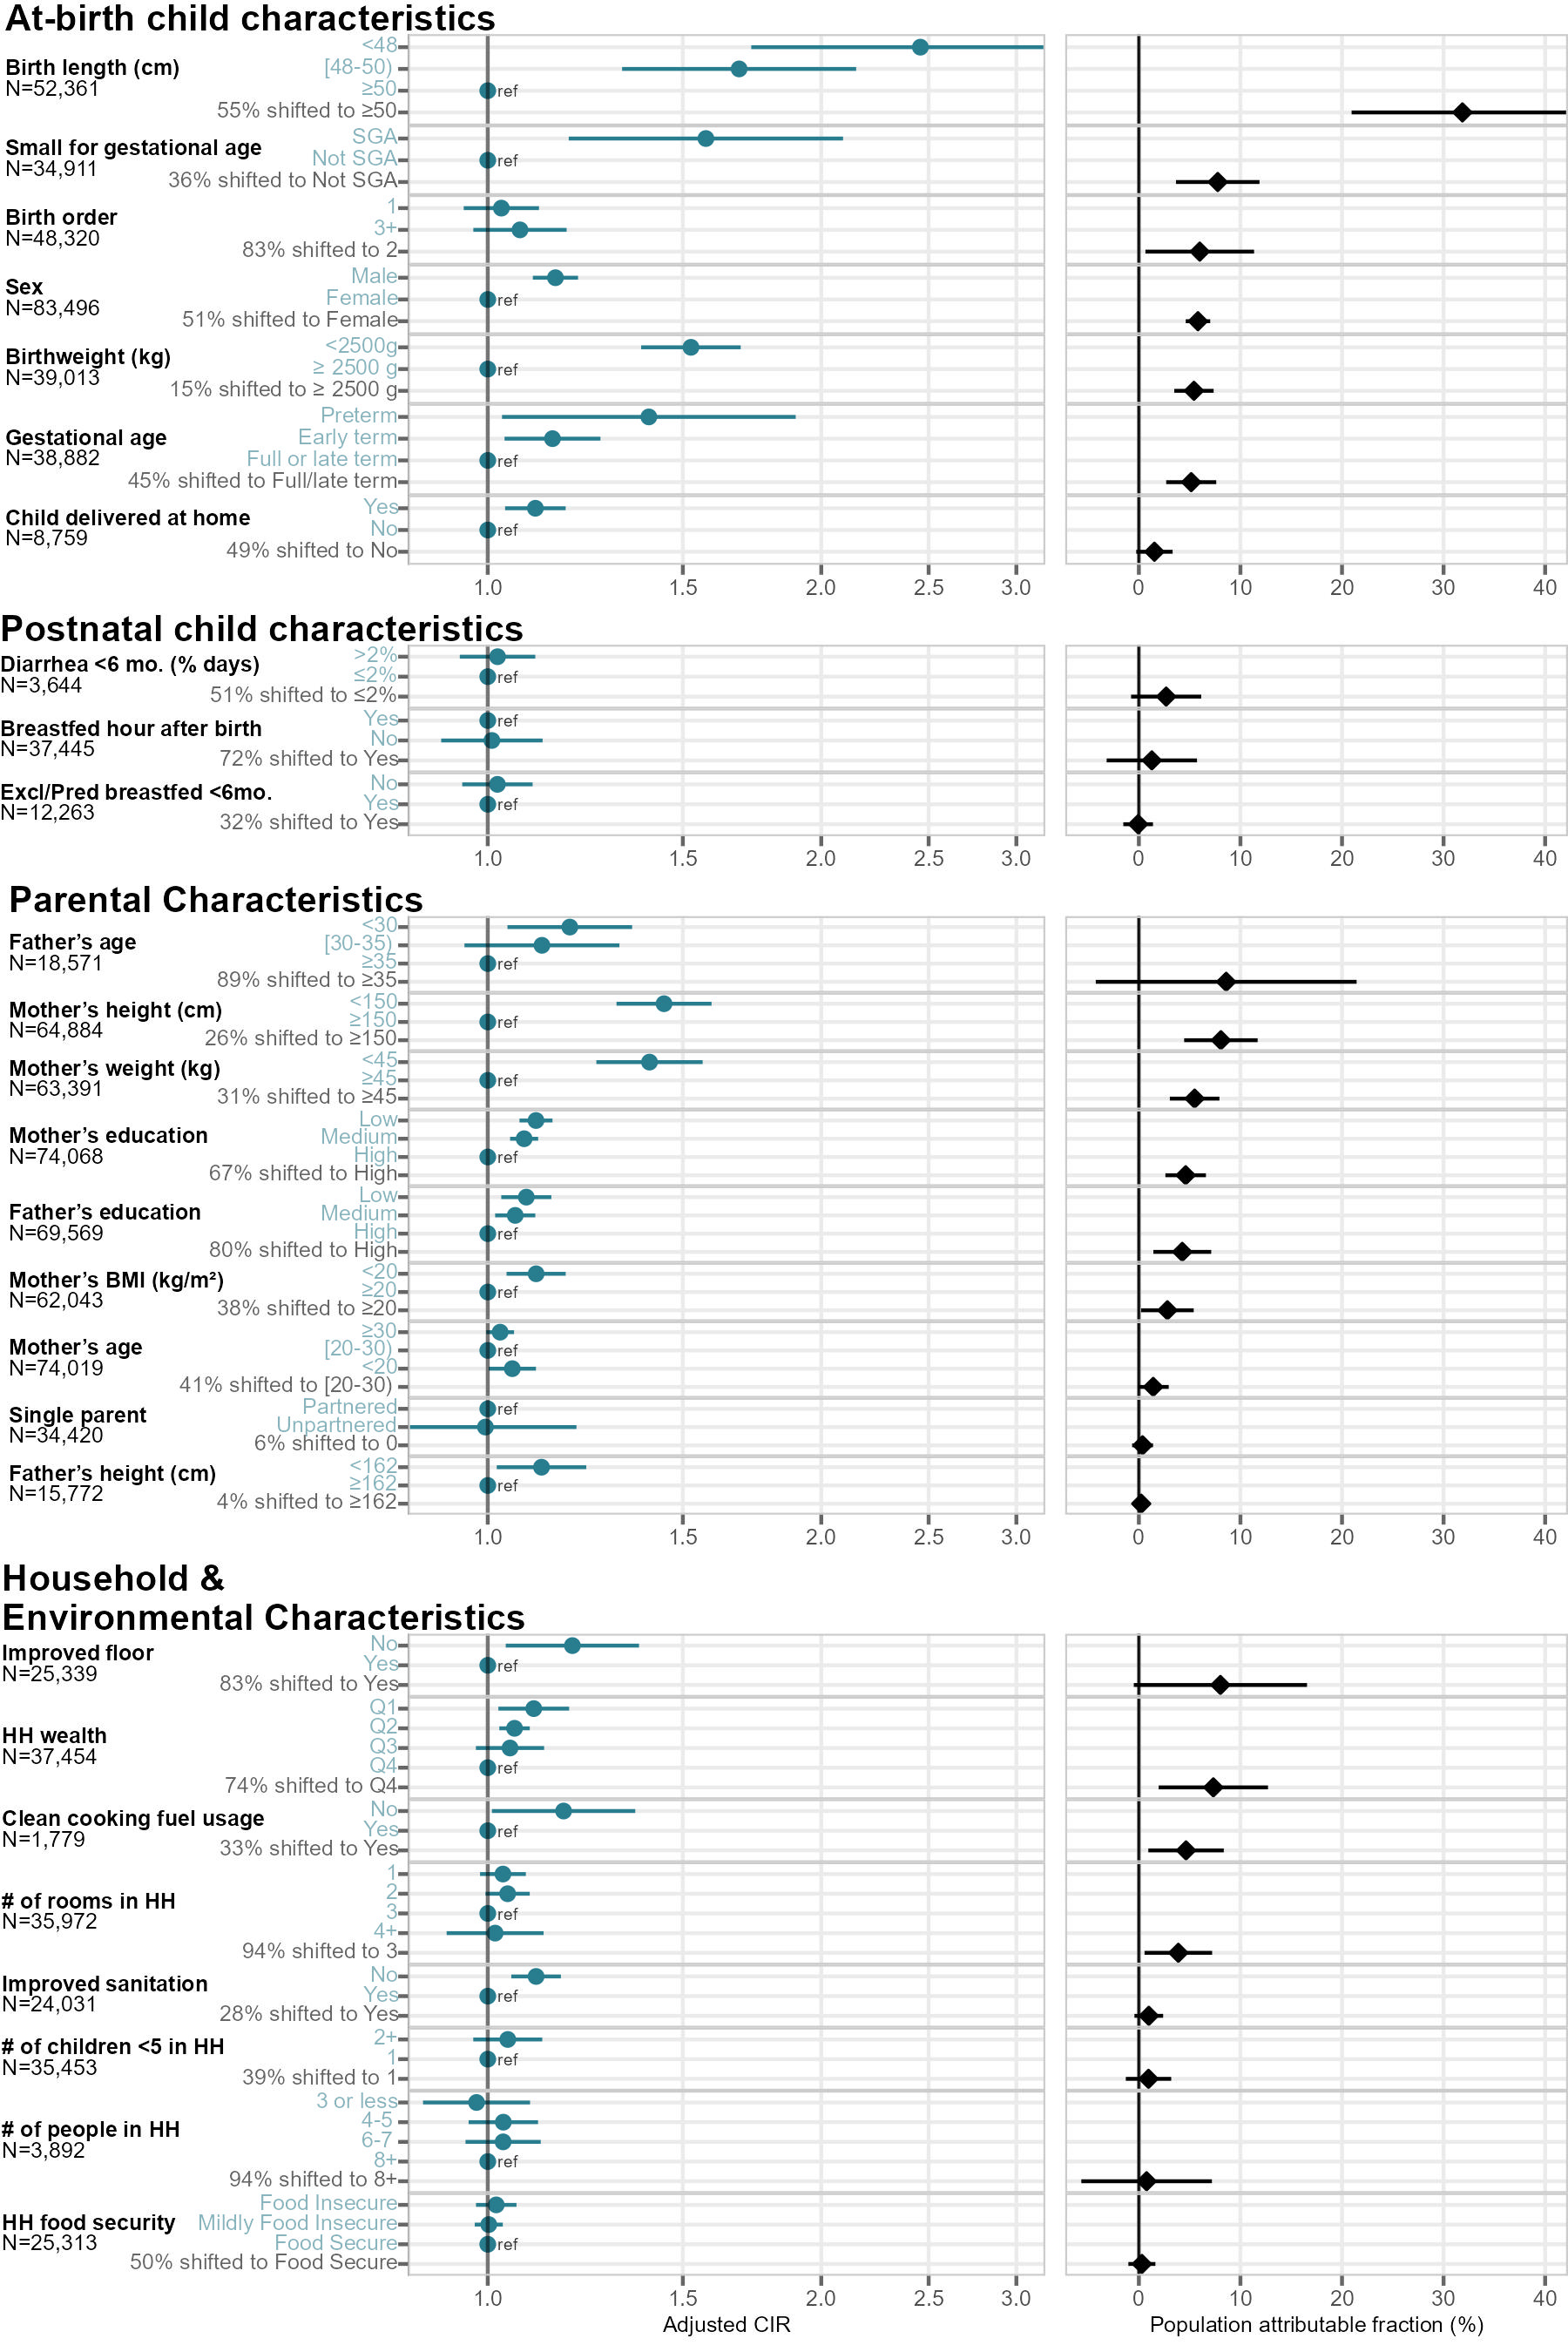 At-birth child characteristics
Birth length (cm)
N=52,361
<48
[48-50)
≥50
55% shifted to ≥50
ref
Small for gestational age
N=34,911
SGA
Not SGA
36% shifted to Not SGA
ref
Birth order
N=48,320
1
3+
83% shifted to 2
Sex
N=83,496
Male
Female
51% shifted to Female
ref
Birthweight (kg)
N=39,013
<2500g
≥ 2500 g
15% shifted to ≥ 2500 g
ref
Gestational age
N=38,882
Preterm
Early term
Full or late term
45% shifted to Full/late term
ref
Child delivered at home
N=8,759
Yes
No
49% shifted to No
ref
1.0 1.5 2.0 2.5 3.0
0 10 20 30 40
Postnatal child characteristics
Diarrhea <6 mo. (% days)
N=3,644
>2%
≤2%
51% shifted to ≤2%
ref
Breastfed hour after birth
N=37,445
Yes
No
72% shifted to Yes
ref
Excl/Pred breastfed <6mo.
N=12,263
No
Yes
32% shifted to Yes
ref
1.0 1.5 2.0 2.5 3.0
0 10 20 30 40
Parental Characteristics
Father’s age
N=18,571
<30
[30-35)
≥35
89% shifted to ≥35
ref
Mother’s height (cm)
N=64,884
<150
≥150
26% shifted to ≥150
ref
Mother’s weight (kg)
N=63,391
<45
≥45
31% shifted to ≥45
ref
Mother’s education
N=74,068
Low
Medium
High
67% shifted to High
ref
Father’s education
N=69,569
Low
Medium
High
80% shifted to High
ref
Mother’s BMI (kg/m²)
N=62,043
<20
≥20
38% shifted to ≥20
ref
Mother’s age
N=74,019
≥30
[20-30)
<20
41% shifted to [20-30)
ref
Single parent
N=34,420
Partnered
Unpartnered
6% shifted to 0
ref
Father’s height (cm)
N=15,772
<162
≥162
4% shifted to ≥162
ref
1.0 1.5 2.0 2.5 3.0
0 10 20 30 40
Household &
Environmental Characteristics
Improved floor
N=25,339
No
Yes
83% shifted to Yes
ref
HH wealth
N=37,454
Q1
Q2
Q3
Q4
74% shifted to Q4
ref
Clean cooking fuel usage
N=1,779
No
Yes
33% shifted to Yes
ref
# of rooms in HH
N=35,972
1
2
3
4+
94% shifted to 3
ref
Improved sanitation
N=24,031
No
Yes
28% shifted to Yes
ref
# of children <5 in HH
N=35,453
2+
1
39% shifted to 1
ref
# of people in HH
N=3,892
3 or less
4-5
6-7
8+
94% shifted to 8+
ref
HH food security
N=25,313
Food Insecure
Mildly Food Insecure
Food Secure
50% shifted to Food Secure
ref
1.0 1.5 2.0 2.5 3.0
0 10 20 30 40
Adjusted CIR
Population attributable fraction (%)